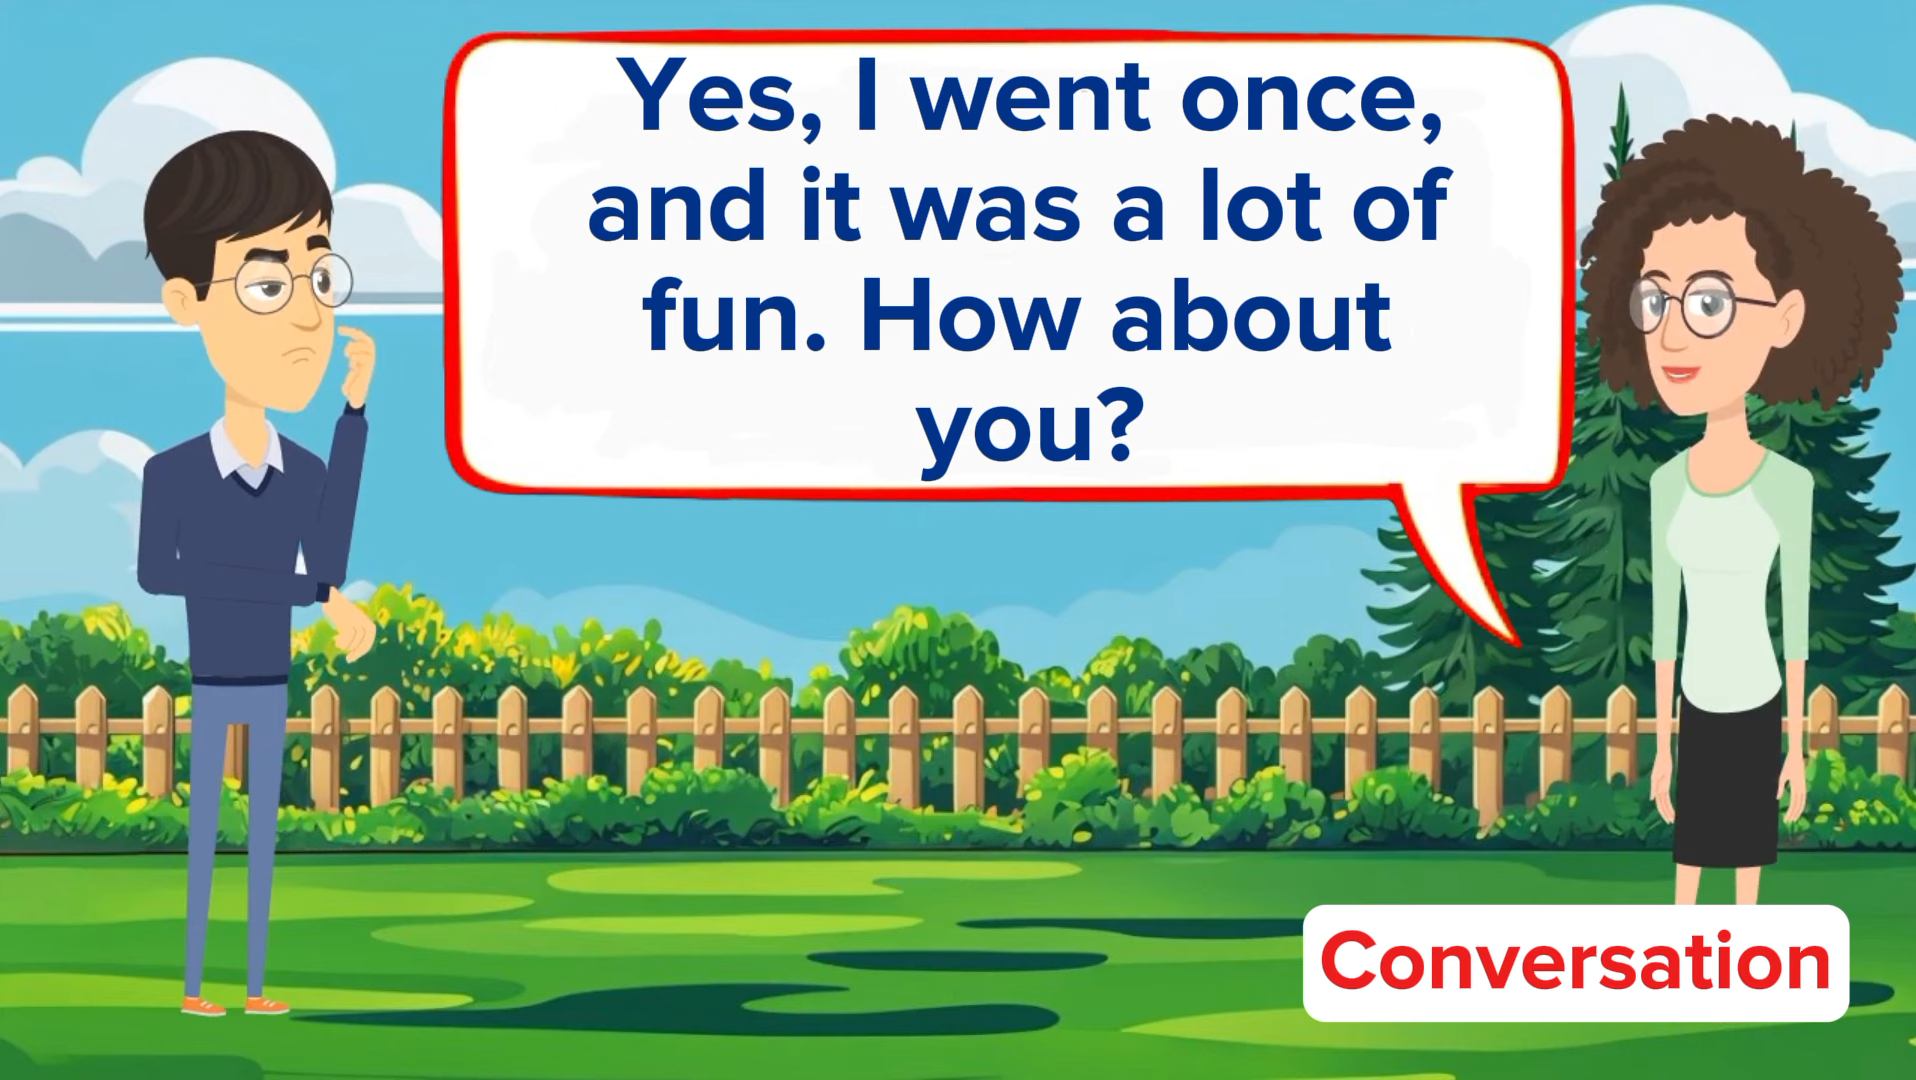 Yes, I went once,
and it was a lot of
fun. How about
you?
Conversation